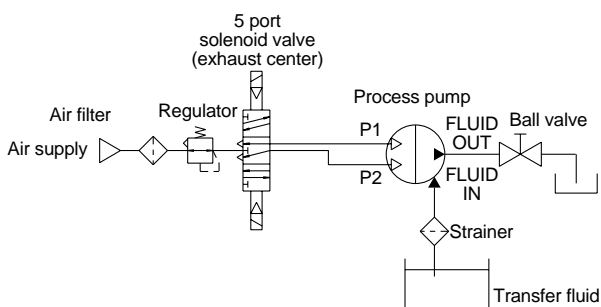 5 port
solenoid valve
(exhaust center)
Air filter
Regulator
Air supply
Process pump
P1
P2
FLUID
OUT
FLUID
IN
Ball valve
Strainer
Transfer fluid